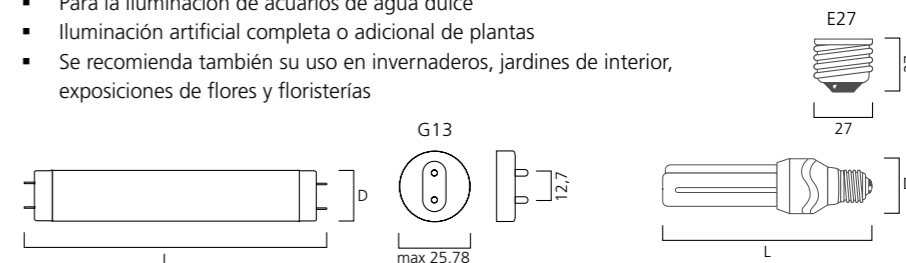 Para la iluminación de acuarios de agua dulce
Iluminación artificial completa o adicional de plantas
Se recomienda también su uso en invernaderos, jardines de interior,
exposiciones de flores y floristerías
E27
27
G13
D
12,7
max 25.78
L